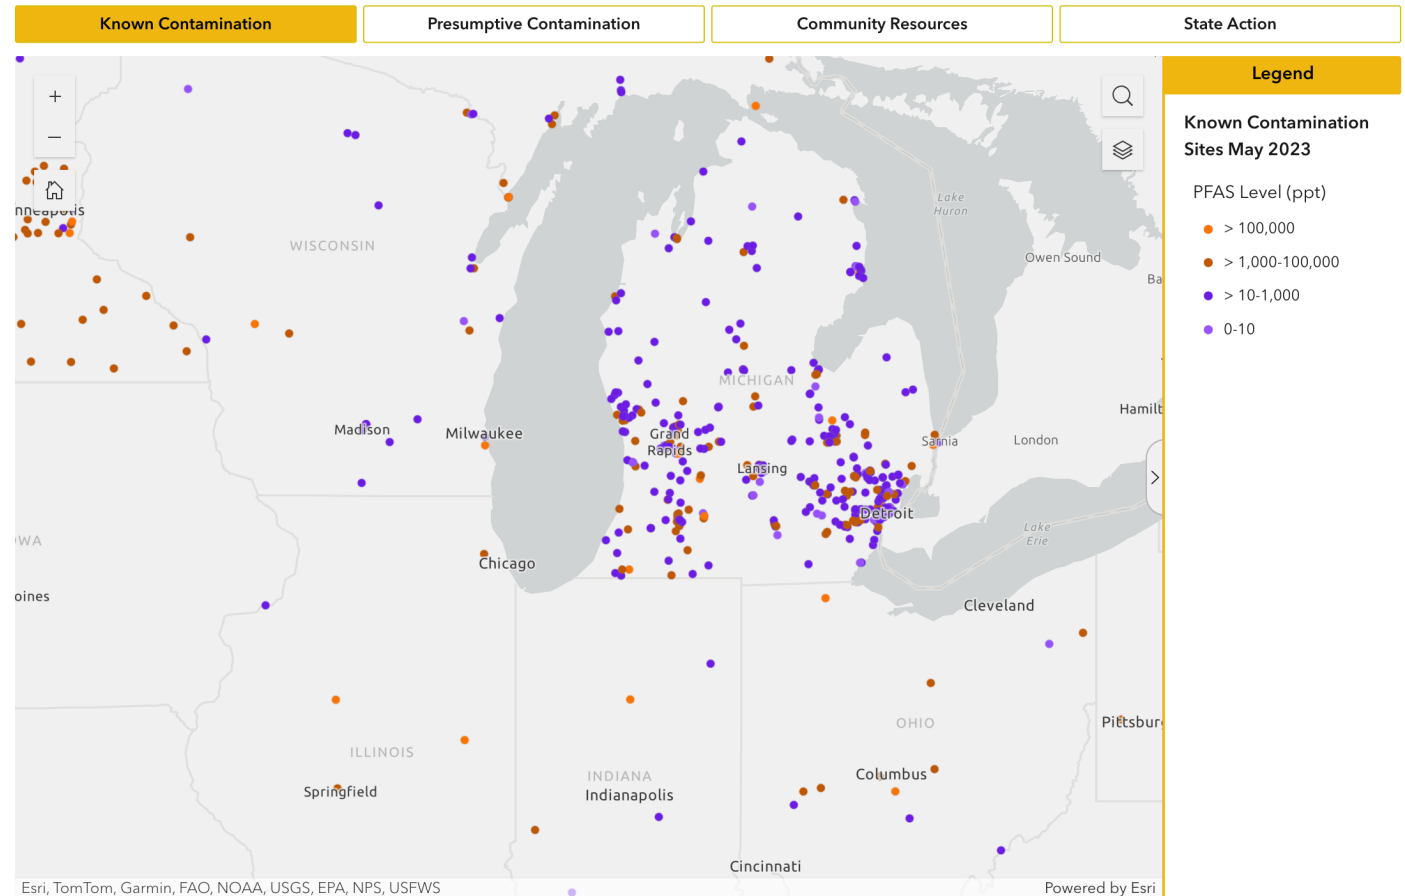 Known Contamination
Presumptive Contamination
Community Resources
State Action
+
−
Legend
Known Contamination
Sites May 2023
PFAS Level (ppt)
> 100,000
> 1,000-100,000
> 10-1,000
0-10
Lake
Huron
nneapolis
WISCONSIN
Owen Sound
Ba
MICHIGAN
Hamilt
Madison
Milwaukee
Grand
Rapids
Sarnia
London
Lansing
Detroit
Lake
Erie
OWA
Chicago
oines
Cleveland
OHIO
Pittsbur
ILLINOIS
INDIANA
Columbus
Springfield
Indianapolis
Cincinnati
Esri, TomTom, Garmin, FAO, NOAA, USGS, EPA, NPS, USFWS
Powered by Esri